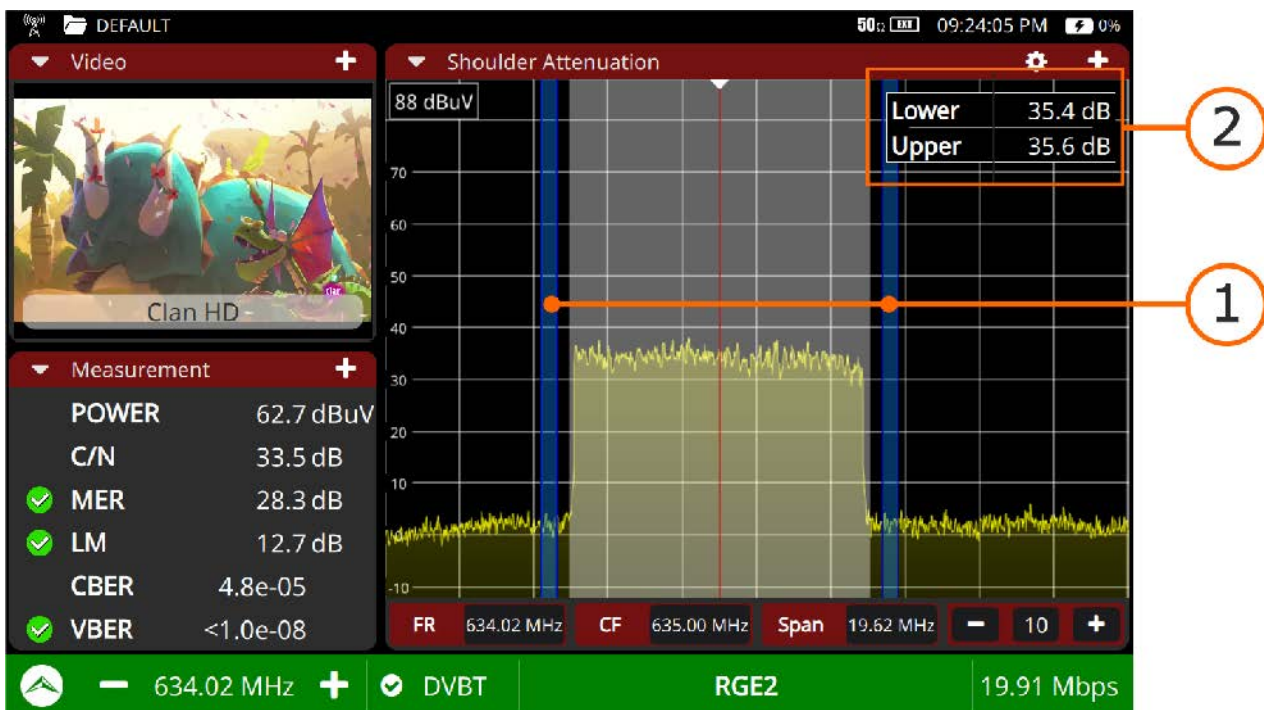 DEFAULT
50Ω EXT 09:24:05 PM 0%
Video
Clan HD
clan
Measurement
POWER 62.7 dBuV
C/N 33.5 dB
MER 28.3 dB
LM 12.7 dB
CBER 4.8e-05
VBER <1.0e-08
Shoulder Attenuation
88 dBuV
Lower 35.4 dB
Upper 35.6 dB
2
1
70
60
50
40
30
20
10
0
-10
FR 634.02 MHz CF 635.00 MHz Span 19.62 MHz - 10 +
- 634.02 MHz + DVBT RGE2 19.91 Mbps